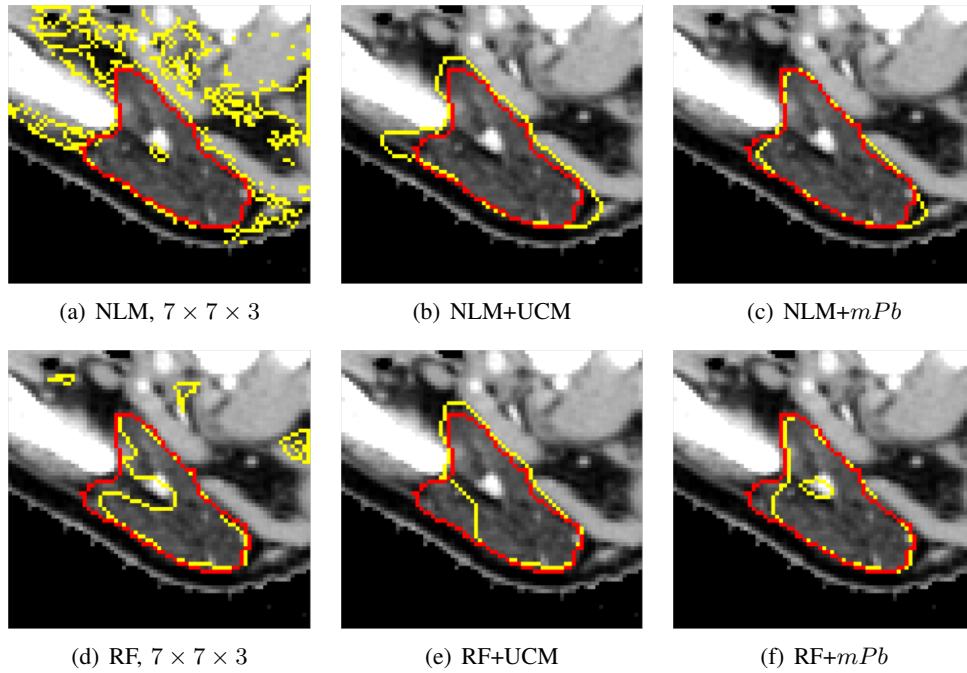 (a) NLM, 7 × 7 × 3
(b) NLM+UCM
(c) NLM+mPb
(d) RF, 7 × 7 × 3
(e) RF+UCM
(f) RF+mPb